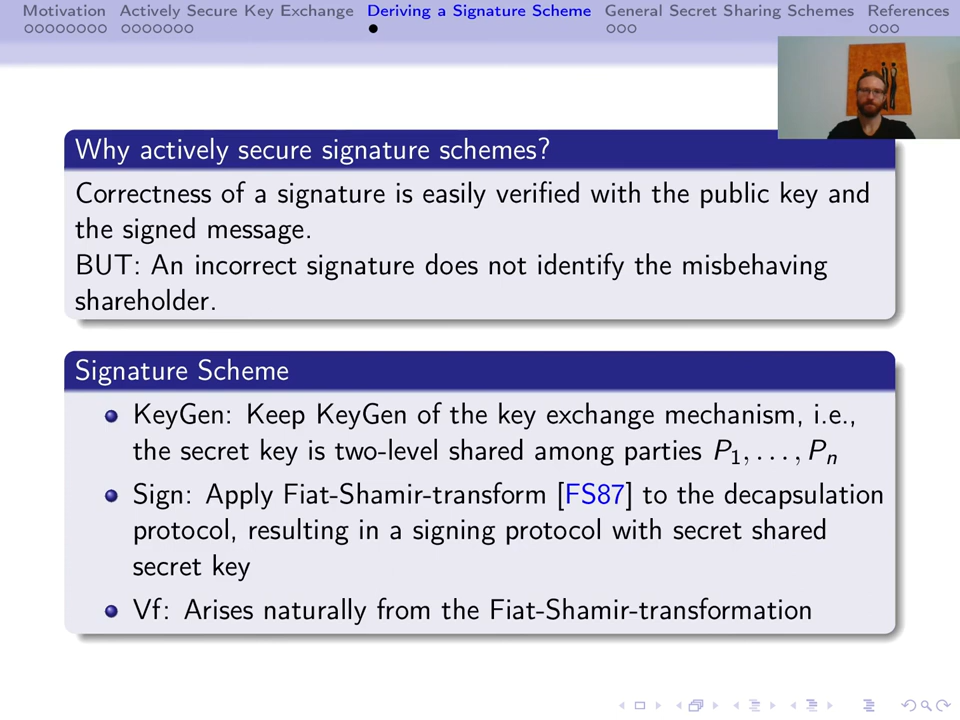 Motivation Actively Secure Key Exchange Deriving a Signature Scheme General Secret Sharing Schemes References
Why actively secure signature schemes?
Correctness of a signature is easily verified with the public key and
the signed message.
BUT: An incorrect signature does not identify the misbehaving
shareholder.
Signature Scheme
KeyGen: Keep KeyGen of the key exchange mechanism, i.e.,
the secret key is two-level shared among parties P₁, . . . , Pₙ
Sign: Apply Fiat-Shamir-transform [FS87] to the decapsulation
protocol, resulting in a signing protocol with secret shared
secret key
Vf: Arises naturally from the Fiat-Shamir-transformation